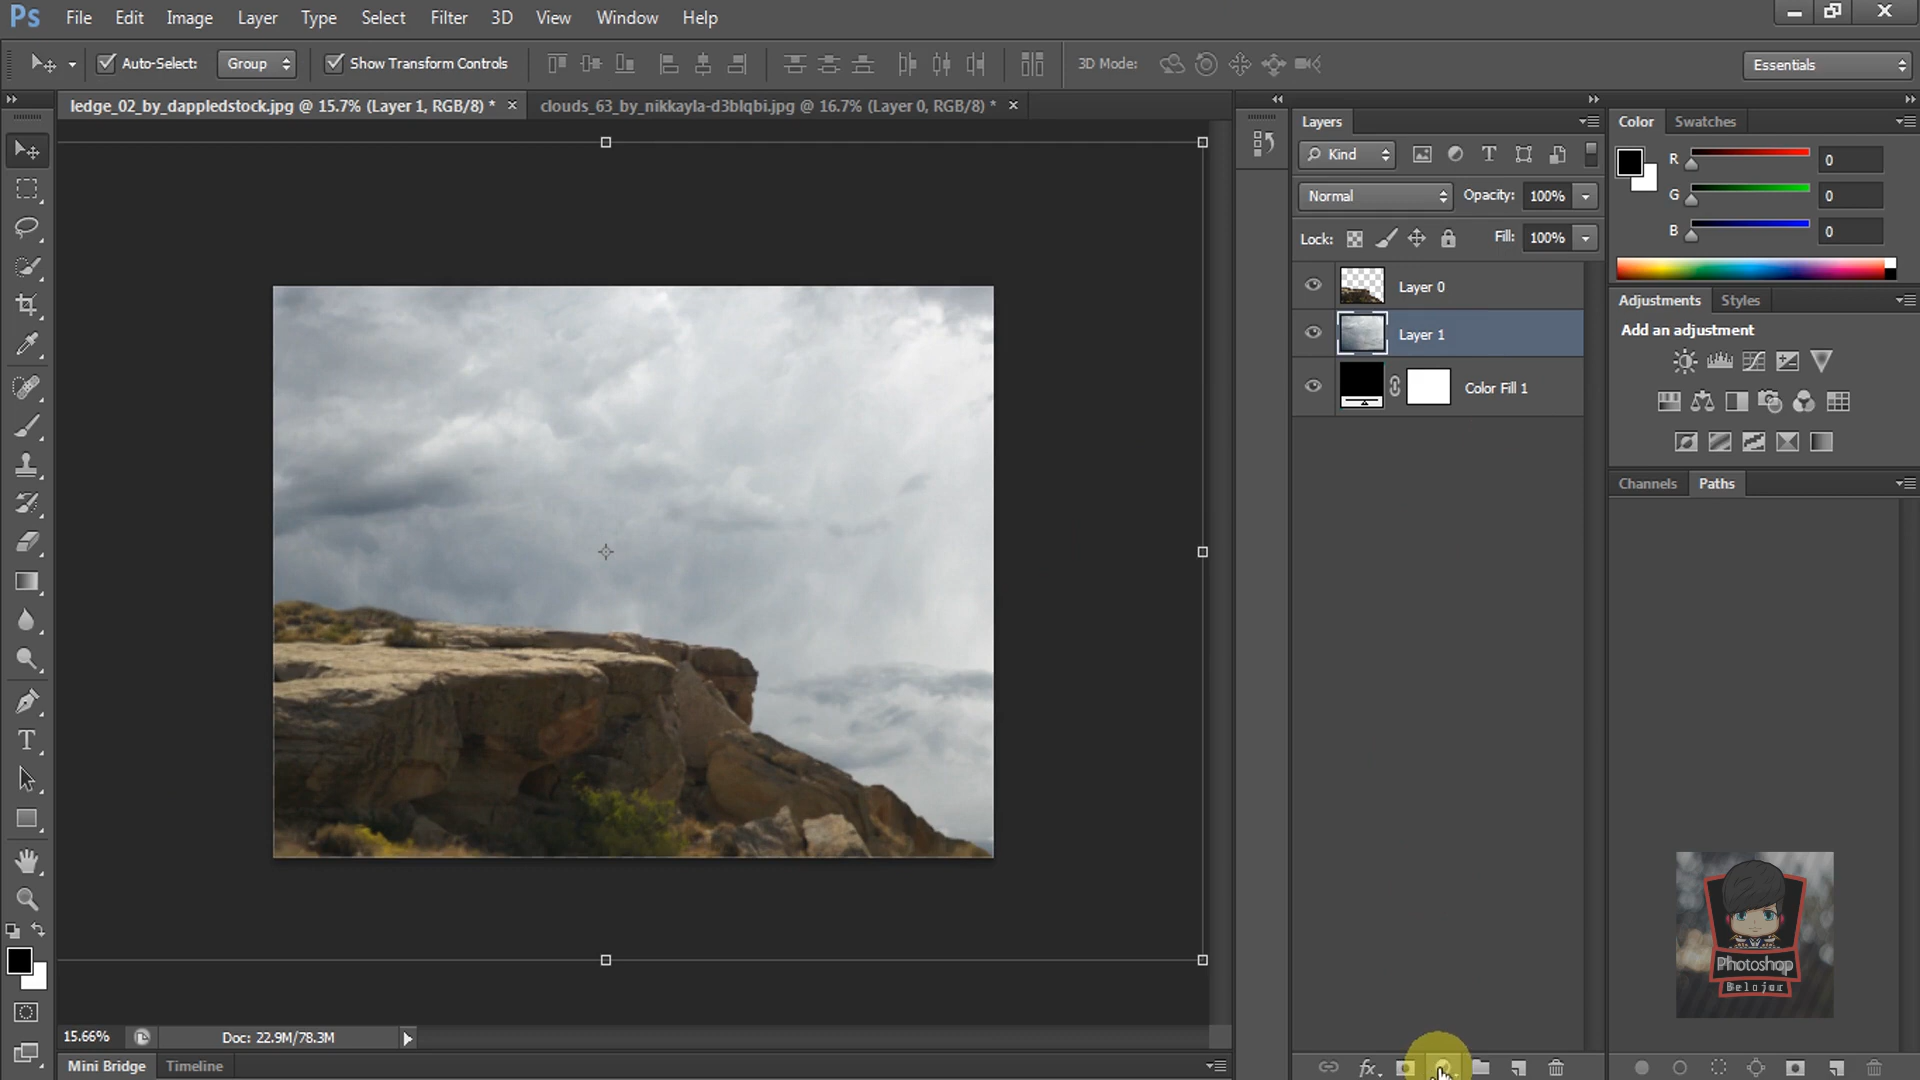 Ps File Edit Image Layer Type Select Filter 3D View Window Help
Auto-Select: Group Show Transform Controls 3D Mode: Essentials
ledge_02_by_dappledstock.jpg @ 15.7% (Layer 1, RGB/8) * × clouds_63_by_nikkayla-d3blqbi.jpg @ 16.7% (Layer 0, RGB/8) * ×
Layers
Kind
Normal Opacity: 100%
Lock: Fill: 100%
Layer 0
Layer 1
Color Fill 1
Color Swatches
R 0
G 0
B 0
Adjustments Styles
Add an adjustment
Channels Paths
Photoshop
Belajar
15.66% Doc: 22.9M/78.3M
Mini Bridge Timeline
fx